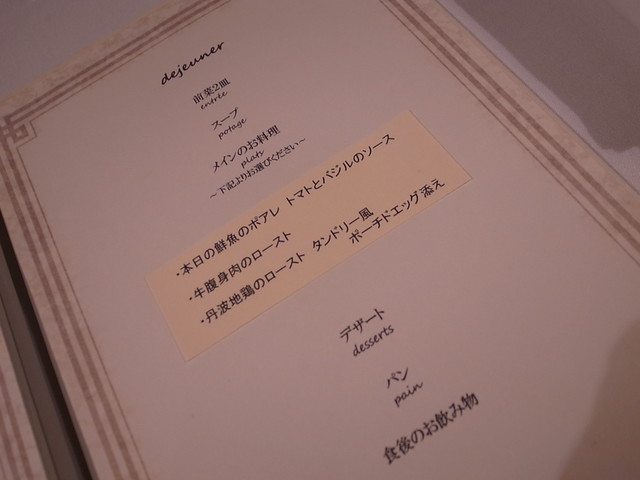 dejeuner
前菜2皿
entrée
スープ
potage
メインのお料理
plats
～下記よりお選びください～
・本日の鮮魚のポアレ トマトとバジルのソース
・牛腹身肉のロースト
・丹波地鶏のロースト タンドリー風
ポーチドエッグ添え
デザート
desserts
パン
pain
食後のお飲み物